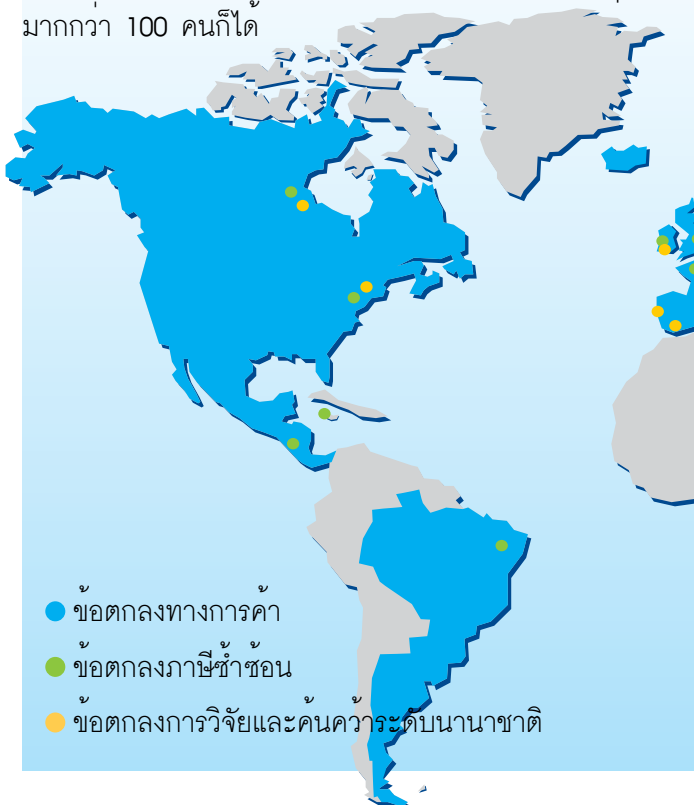 มากกว่า 100 คนก็ได้
ข้อตกลงทางการค้า
ข้อตกลงภาษีซ้ำซ้อน
ข้อตกลงการวิจัยและค้นคว้าระดับนานาชาติ